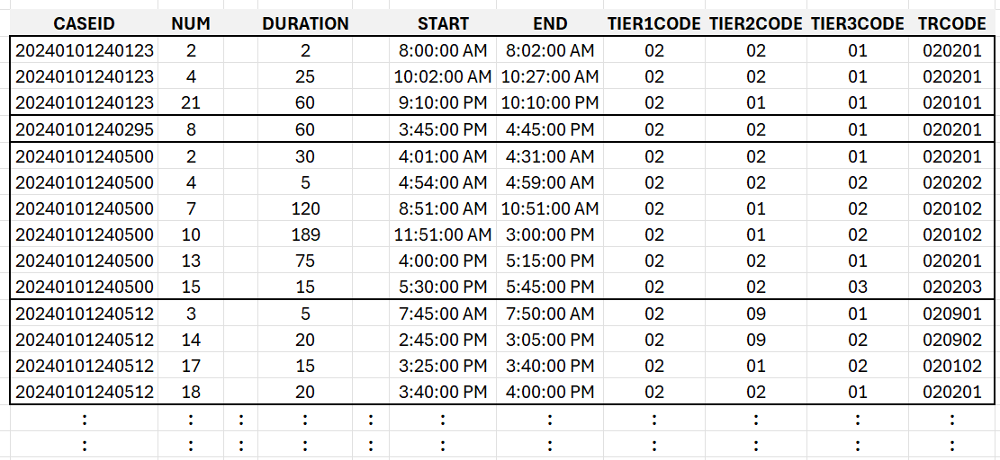 CASEID NUM DURATION START END TIER1CODE TIER2CODE TIER3CODE TRCODE
20240101240123 2 2 8:00:00 AM 8:02:00 AM 02 02 01 020201
20240101240123 4 25 10:02:00 AM 10:27:00 AM 02 02 01 020201
20240101240123 21 60 9:10:00 PM 10:10:00 PM 02 01 01 020101
20240101240295 8 60 3:45:00 PM 4:45:00 PM 02 02 01 020201
20240101240500 2 30 4:01:00 AM 4:31:00 AM 02 02 01 020201
20240101240500 4 5 4:54:00 AM 4:59:00 AM 02 02 02 020202
20240101240500 7 120 8:51:00 AM 10:51:00 AM 02 01 02 020102
20240101240500 10 189 11:51:00 AM 3:00:00 PM 02 01 02 020102
20240101240500 13 75 4:00:00 PM 5:15:00 PM 02 02 01 020201
20240101240500 15 15 5:30:00 PM 5:45:00 PM 02 02 03 020203
20240101240512 3 5 7:45:00 AM 7:50:00 AM 02 09 01 020901
20240101240512 14 20 2:45:00 PM 3:05:00 PM 02 09 02 020902
20240101240512 17 15 3:25:00 PM 3:40:00 PM 02 01 02 020102
20240101240512 18 20 3:40:00 PM 4:00:00 PM 02 02 01 020201
: : : : : : : : : : :
: : : : : : : : : : :